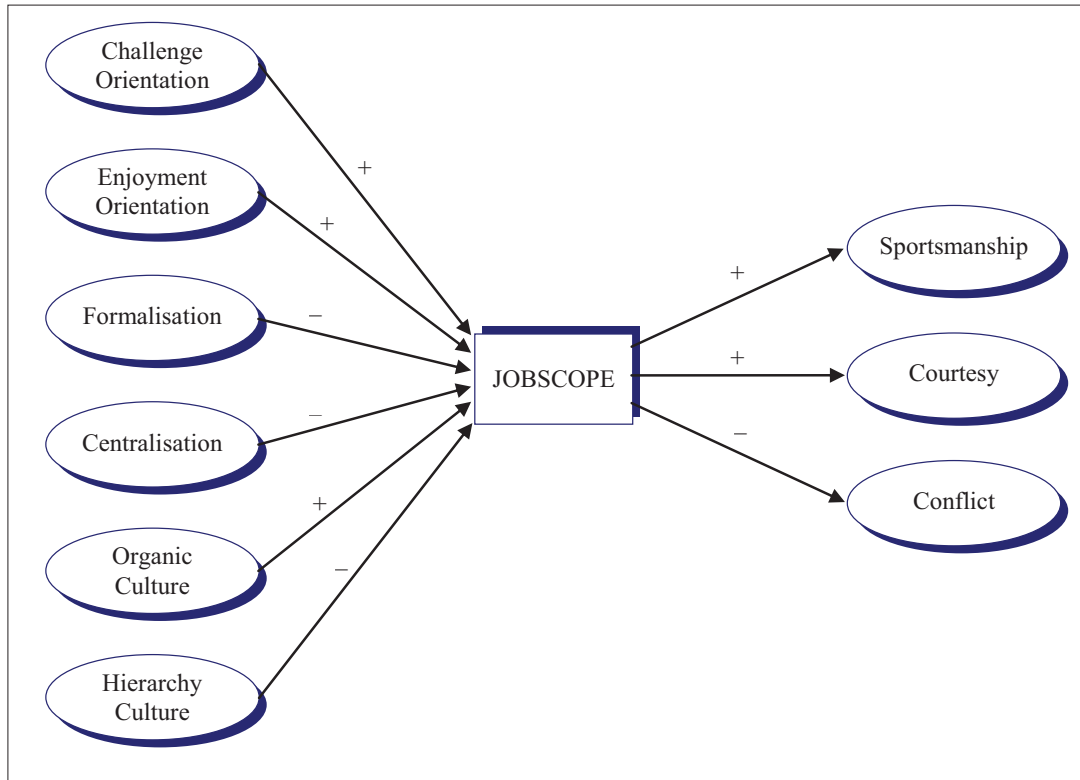 Challenge
Orientation
+
Enjoyment
Orientation
+
Formalisation
–
Centralisation
–
Organic
Culture
+
Hierarchy
Culture
–
JOBSCOPE
+
Sportsmanship
+
Courtesy
–
Conflict